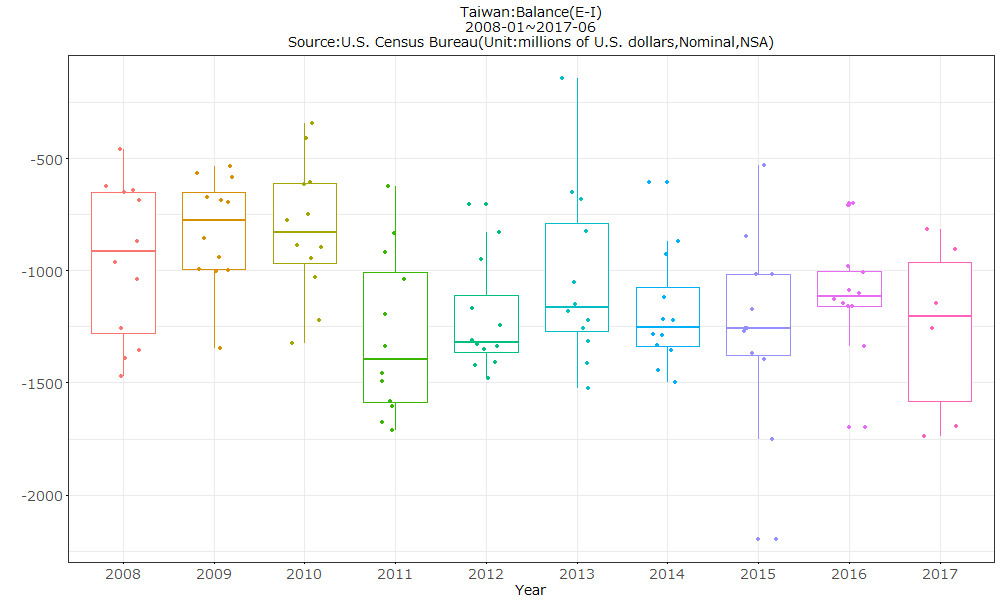 Taiwan:Balance(E-I)
2008-01~2017-06
Source:U.S. Census Bureau(Unit:millions of U.S. dollars,Nominal,NSA)
-500
-1000
-1500
-2000
2008 2009 2010 2011 2012 2013 2014 2015 2016 2017
Year